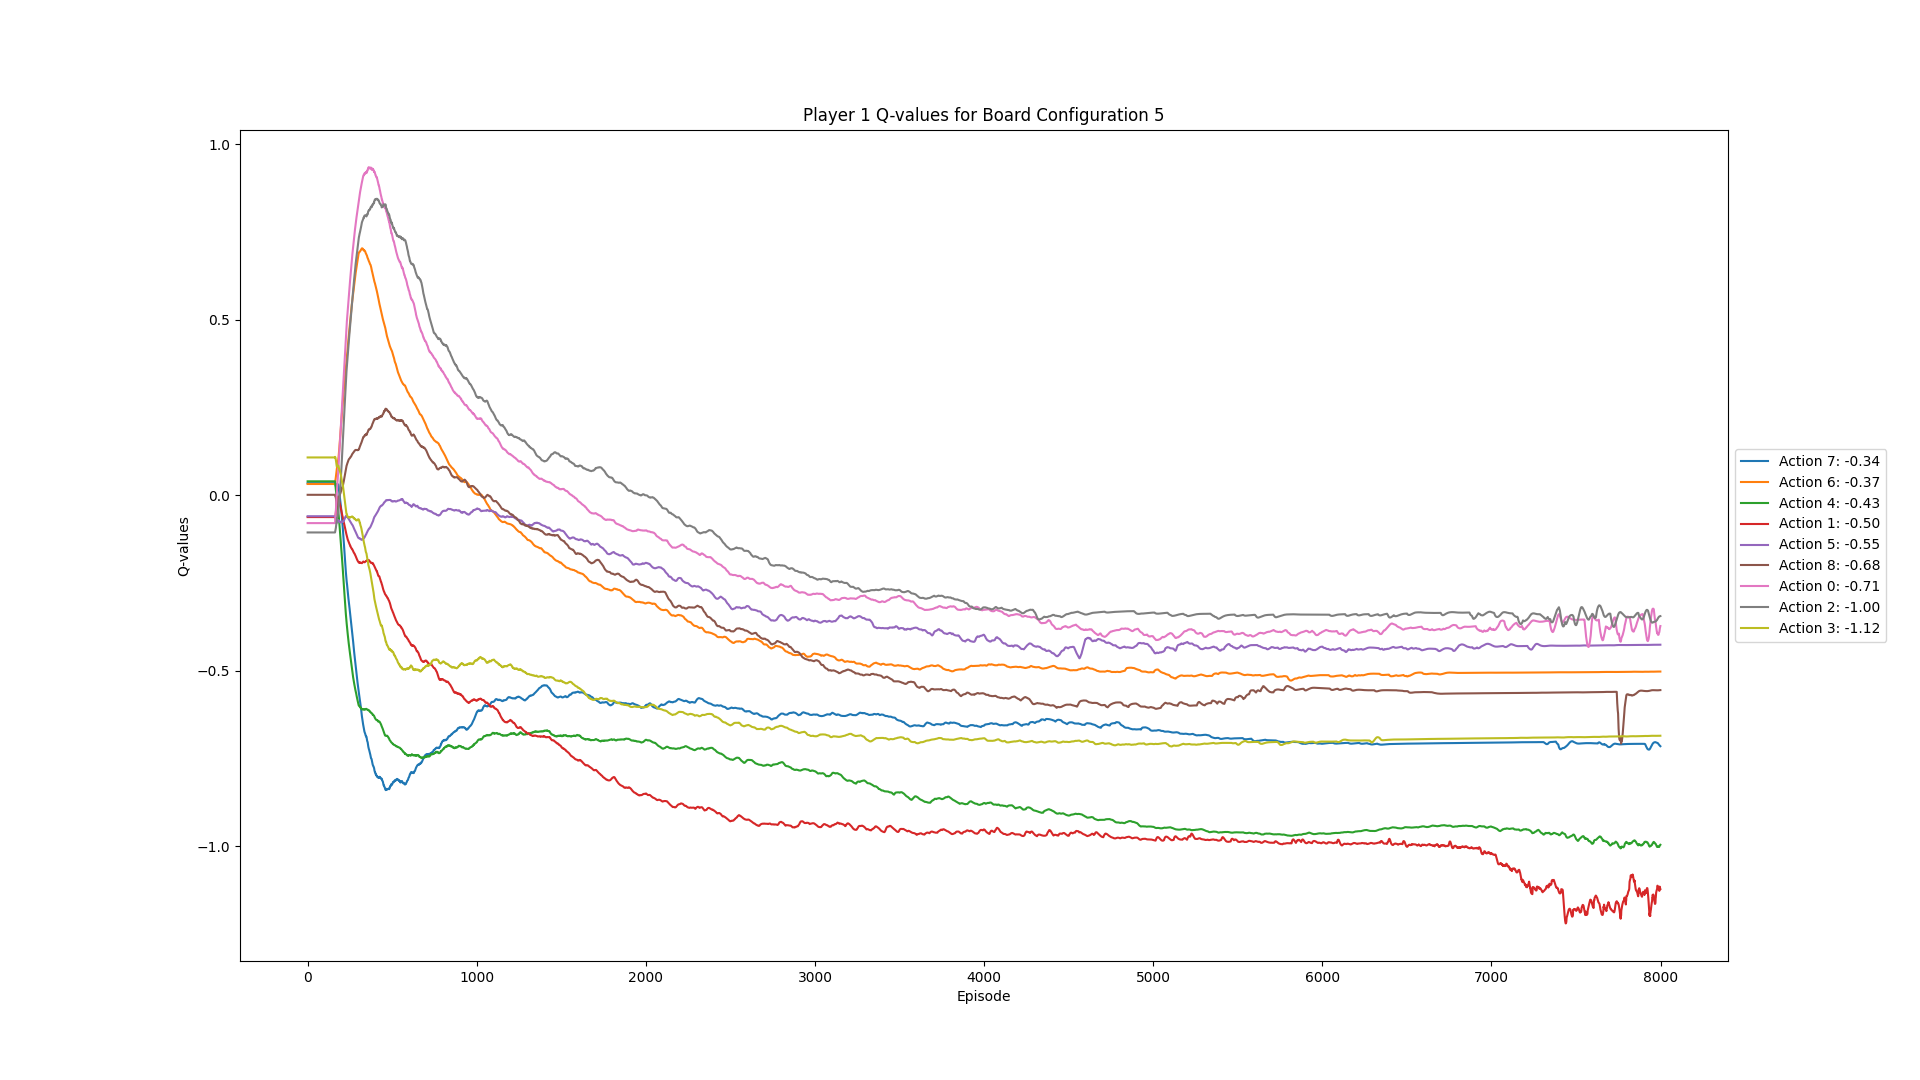 Player 1 Q-values for Board Configuration 5
1.0
0.5
0.0
−0.5
−1.0
Q-values
0 1000 2000 3000 4000 5000 6000 7000 8000
Episode
Action 7: -0.34
Action 6: -0.37
Action 4: -0.43
Action 1: -0.50
Action 5: -0.55
Action 8: -0.68
Action 0: -0.71
Action 2: -1.00
Action 3: -1.12